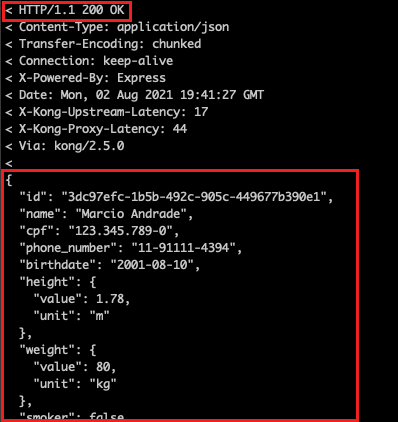 < HTTP/1.1 200 OK
< Content-Type: application/json
< Transfer-Encoding: chunked
< Connection: keep-alive
< X-Powered-By: Express
< Date: Mon, 02 Aug 2021 19:41:27 GMT
< X-Kong-Upstream-Latency: 17
< X-Kong-Proxy-Latency: 44
< Via: kong/2.5.0
<
{
  "id": "3dc97efc-1b5b-492c-905c-449677b390e1",
  "name": "Marcio Andrade",
  "cpf": "123.345.789-0",
  "phone_number": "11-91111-4394",
  "birthdate": "2001-08-10",
  "height": {
    "value": 1.78,
    "unit": "m"
  },
  "weight": {
    "value": 80,
    "unit": "kg"
  },
  "smoker": false